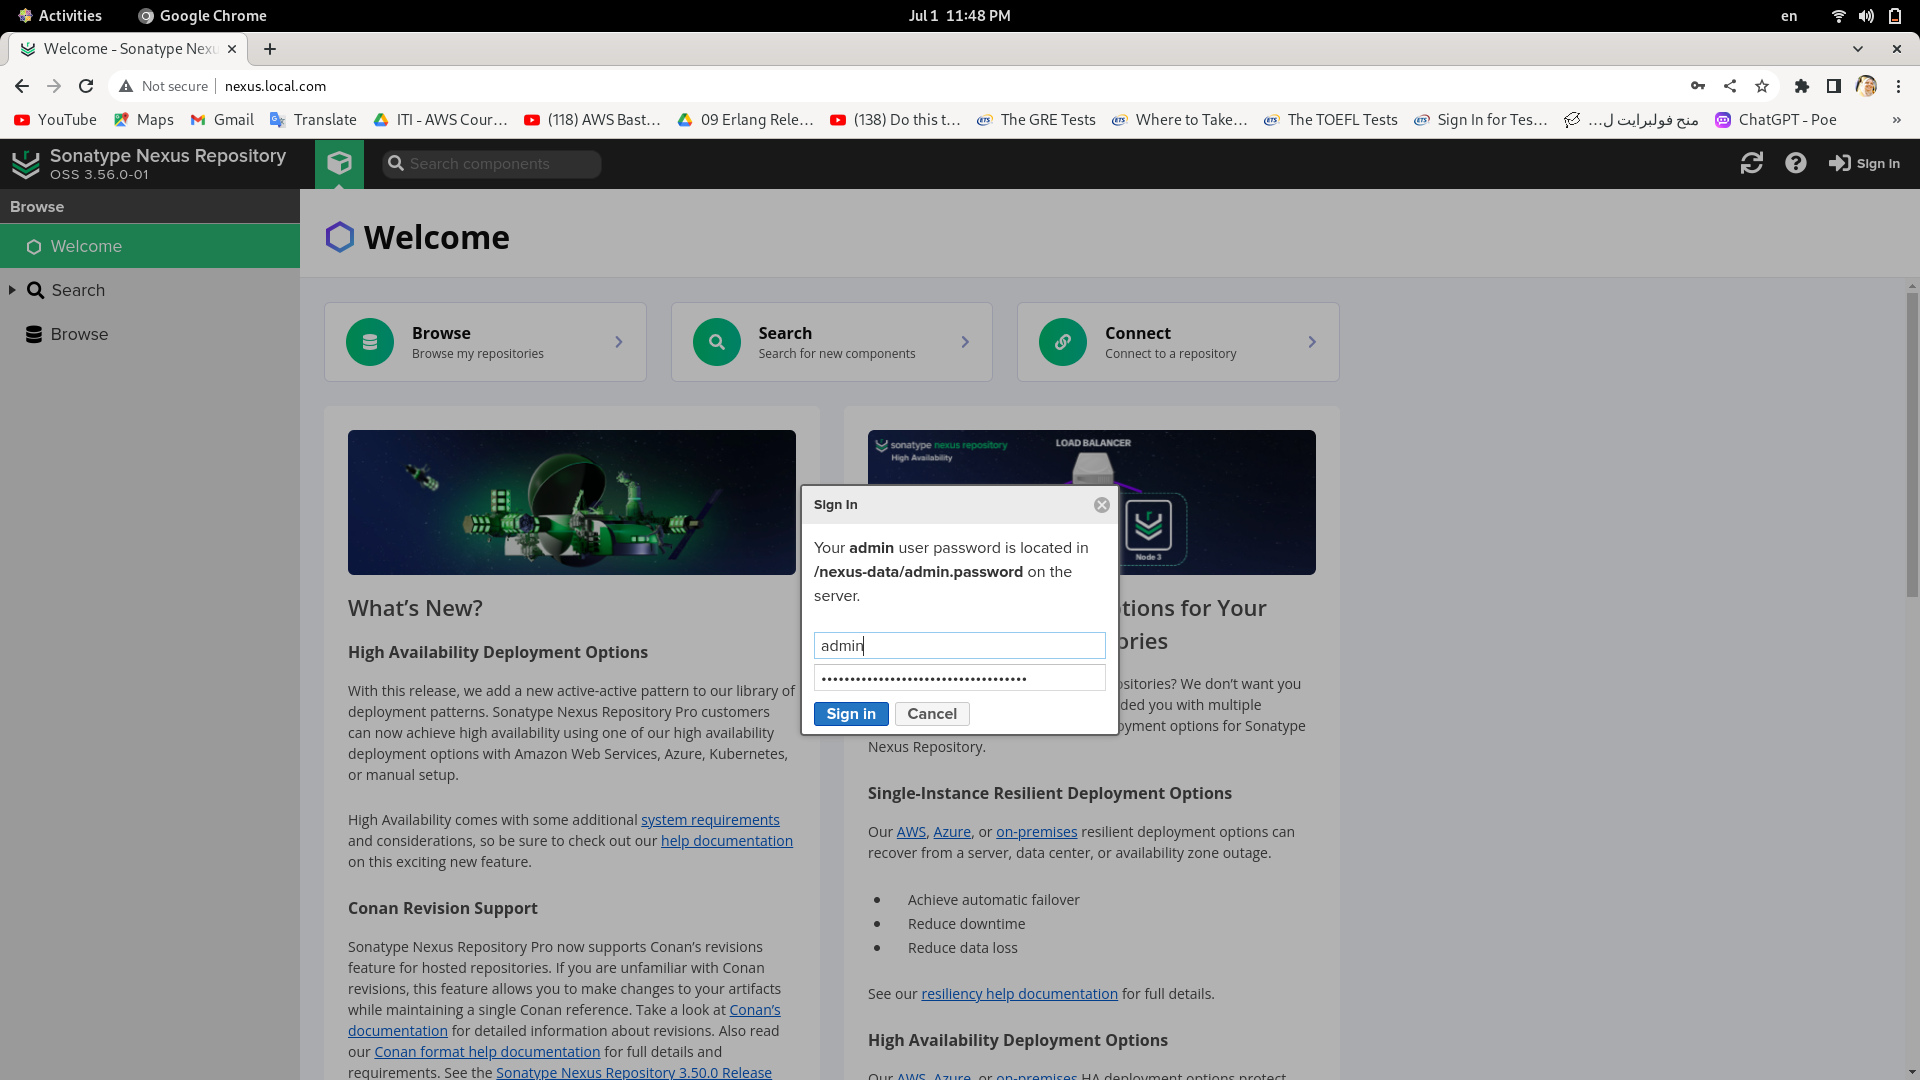 Activities
Google Chrome
Jul 1 11:48 PM
en
Welcome - Sonatype Nexu
Not secure
nexus.local.com
YouTube
Maps
Gmail
Translate
ITI - AWS Cour…
(118) AWS Bast…
09 Erlang Rele…
(138) Do this t…
The GRE Tests
Where to Take…
The TOEFL Tests
Sign In for Tes…
منح فولبرايت ل…
ChatGPT - Poe
»
Sonatype Nexus Repository
OSS 3.56.0-01
Search components
Sign in
Browse
Welcome
Search
Browse
Welcome
Browse
Browse my repositories
Search
Search for new components
Connect
Connect to a repository
What’s New?
High Availability Deployment Options
With this release, we add a new active-active pattern to our library of
deployment patterns. Sonatype Nexus Repository Pro customers
can now achieve high availability using one of our high availability
deployment options with Amazon Web Services, Azure, Kubernetes,
or manual setup.
High Availability comes with some additional system requirements
and considerations, so be sure to check out our help documentation
on this exciting new feature.
Conan Revision Support
Sonatype Nexus Repository Pro now supports Conan’s revisions
feature for hosted repositories. If you are unfamiliar with Conan
revisions, this feature allows you to make changes to your artifacts
while maintaining a single Conan reference. Take a look at Conan’s
documentation for detailed information about revisions. Also read
our Conan format help documentation for full details and
requirements. See the Sonatype Nexus Repository 3.50.0 Release
sonatype nexus repository
High Availability
LOAD BALANCER
Node 3
tions for Your
ories
ositories? We don’t want you
ded you with multiple
oyment options for Sonatype
Nexus Repository.
Single-Instance Resilient Deployment Options
Our AWS, Azure, or on-premises resilient deployment options can
recover from a server, data center, or availability zone outage.
Achieve automatic failover
Reduce downtime
Reduce data loss
See our resiliency help documentation for full details.
High Availability Deployment Options
Our AWS, Azure, or on-premises HA deployment options protect
Sign In
Your admin user password is located in
/nexus-data/admin.password on the
server.
admin
Sign in
Cancel